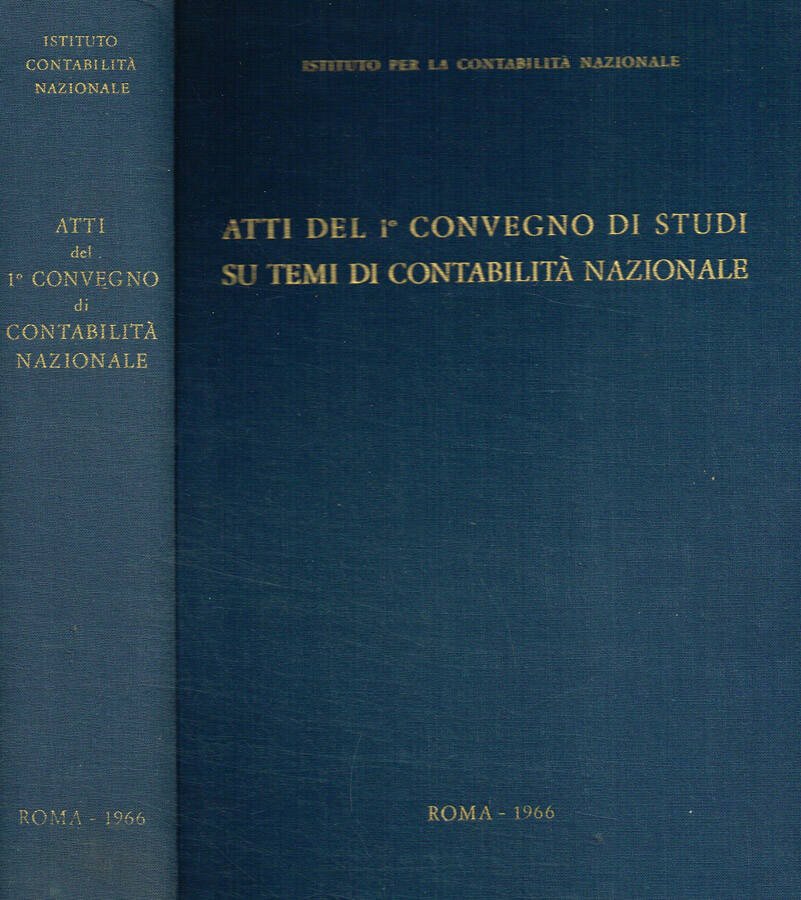 ISTITUTO
CONTABILITÀ
NAZIONALE
ATTI
del
1° CONVEGNO
di
CONTABILITÀ
NAZIONALE
ROMA - 1966
ISTITUTO PER LA CONTABILITÀ NAZIONALE
ATTI DEL 1° CONVEGNO DI STUDI
SU TEMI DI CONTABILITÀ NAZIONALE
ROMA - 1966